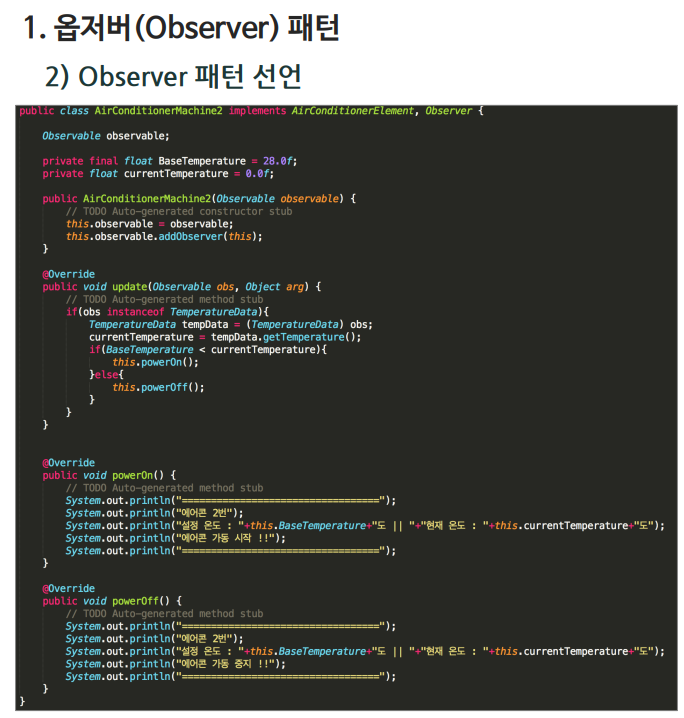 1. 옵저버(Observer) 패턴
2) Observer 패턴 선언
public class AirConditionerMachine2 implements AirConditionerElement, Observer {
Observable observable;
private final float BaseTemperature = 28.0f;
private float currentTemperature = 0.0f;
public AirConditionerMachine2(Observable observable) {
// TODO Auto-generated constructor stub
this.observable = observable;
this.observable.addObserver(this);
}
@Override
public void update(Observable obs, Object arg) {
// TODO Auto-generated method stub
if(obs instanceof TemperatureData){
TemperatureData tempData = (TemperatureData) obs;
currentTemperature = tempData.getTemperature();
if(BaseTemperature < currentTemperature){
this.powerOn();
}else{
this.powerOff();
}
}
}
@Override
public void powerOn() {
// TODO Auto-generated method stub
System.out.println("==================================");
System.out.println("에어콘 2번");
System.out.println("설정 온도 : "+this.BaseTemperature+"도 || "+"현재 온도 : "+this.currentTemperature+"도");
System.out.println("에어콘 가동 시작 !!");
System.out.println("==================================");
}
@Override
public void powerOff() {
// TODO Auto-generated method stub
System.out.println("==================================");
System.out.println("에어콘 2번");
System.out.println("설정 온도 : "+this.BaseTemperature+"도 || "+"현재 온도 : "+this.currentTemperature+"도");
System.out.println("에어콘 가동 중지 !!");
System.out.println("==================================");
}
}